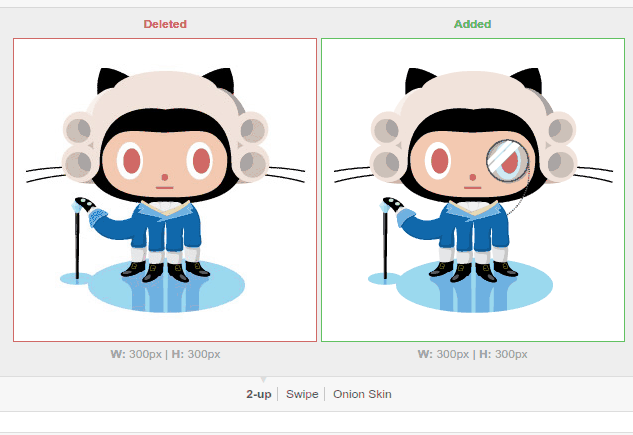 Deleted Added
W: 300px | H: 300px W: 300px | H: 300px
2-up Swipe Onion Skin